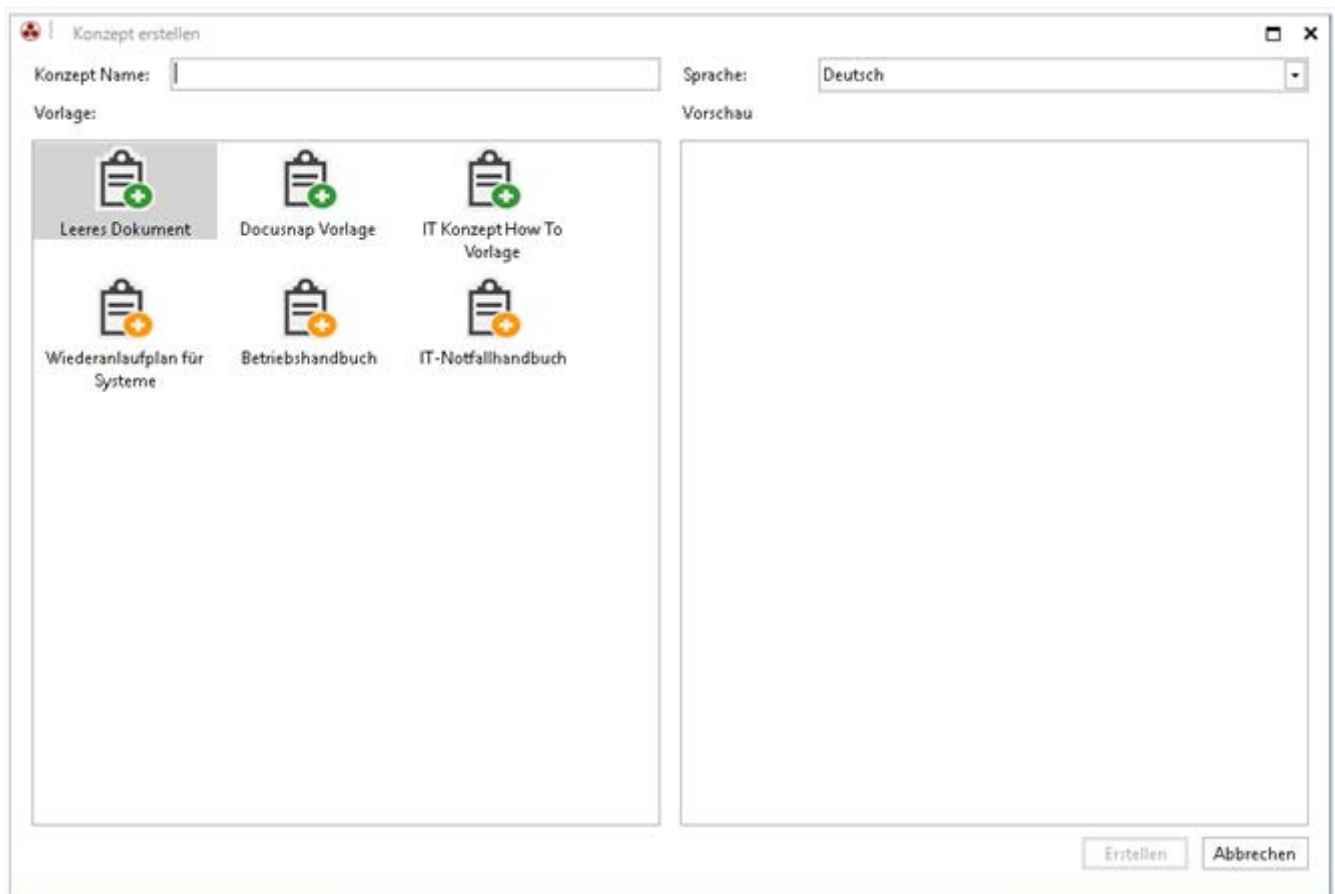 Konzept erstellen
Konzept Name:
Sprache:
Deutsch
Vorlage:
Vorschau
Leeres Dokument
Docusnap Vorlage
IT Konzept How To
Vorlage
Wiederanlaufplan für
Systeme
Betriebshandbuch
IT-Notfallhandbuch
Erstellen
Abbrechen